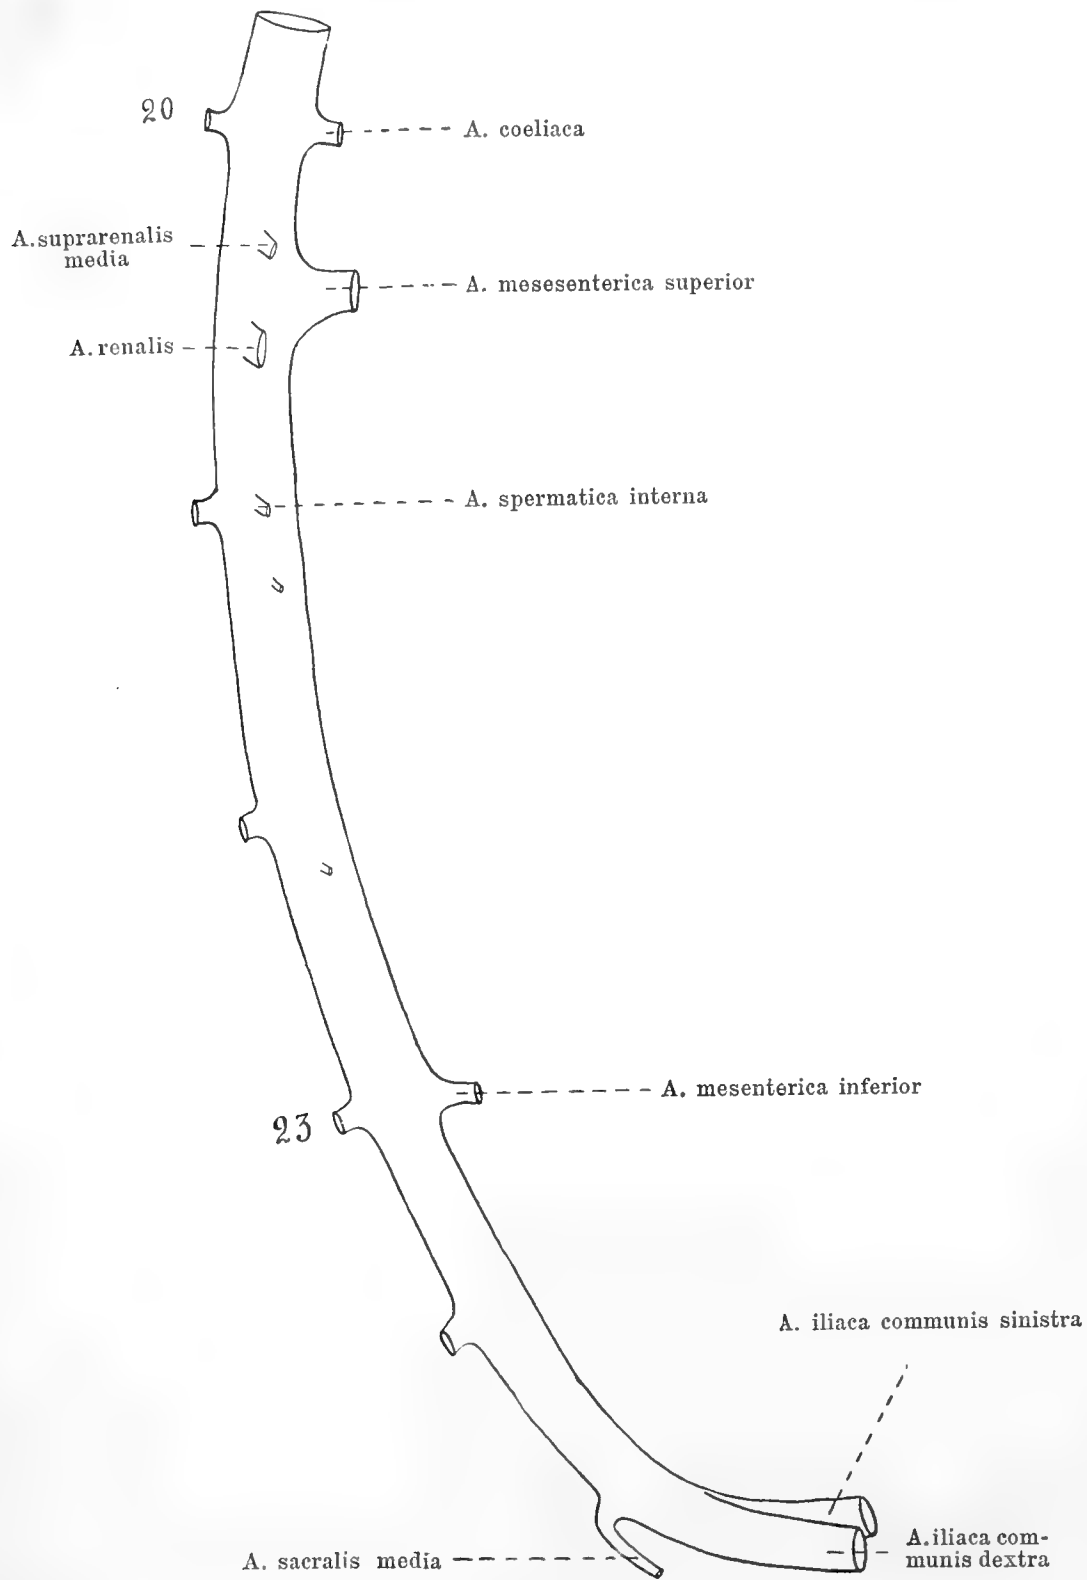 20
A. coeliaca
A. suprarenalis
media
A. mesesenterica superior
A. renalis
A. spermatica interna
A. mesenterica inferior
23
A. iliaca communis sinistra
A. iliaca com-
munis dextra
A. sacralis media